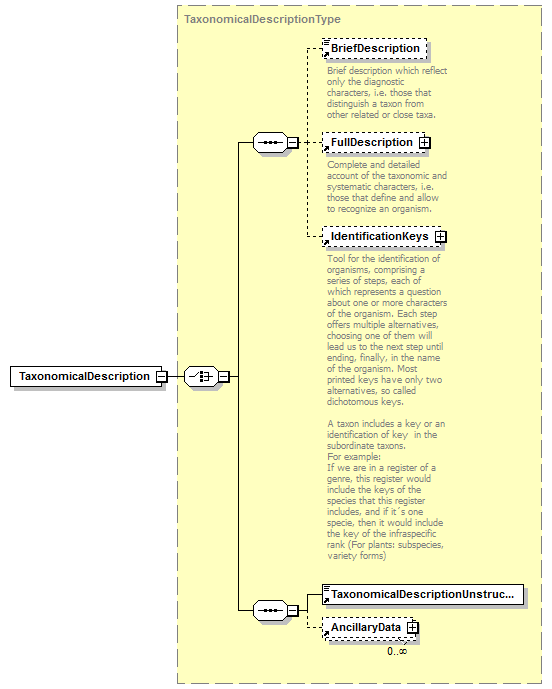 TaxonomicalDescriptionType
BriefDescription
Brief description which reflect
only the diagnostic
characters, i.e. those that
distinguish a taxon from
other related or close taxa.
FullDescription
Complete and detailed
account of the taxonomic and
systematic characters, i.e.
those that define and allow
to recognize an organism.
IdentificationKeys
Tool for the identification of
organisms, comprising a
series of steps, each of
which represents a question
about one or more characters
of the organism. Each step
offers multiple alternatives,
choosing one of them will
lead us to the next step until
ending, finally, in the name
of the organism. Most
printed keys have only two
alternatives, so called
dichotomous keys.
A taxon includes a key or an
identification of key in the
subordinate taxons.
For example:
If we are in a register of a
genre, this register would
include the keys of the
species that this register
includes, and if it´s one
specie, then it would include
the key of the infraspecific
rank (For plants: subspecies,
variety forms)
TaxonomicalDescription
TaxonomicalDescriptionUnstruc...
AncillaryData
0..∞